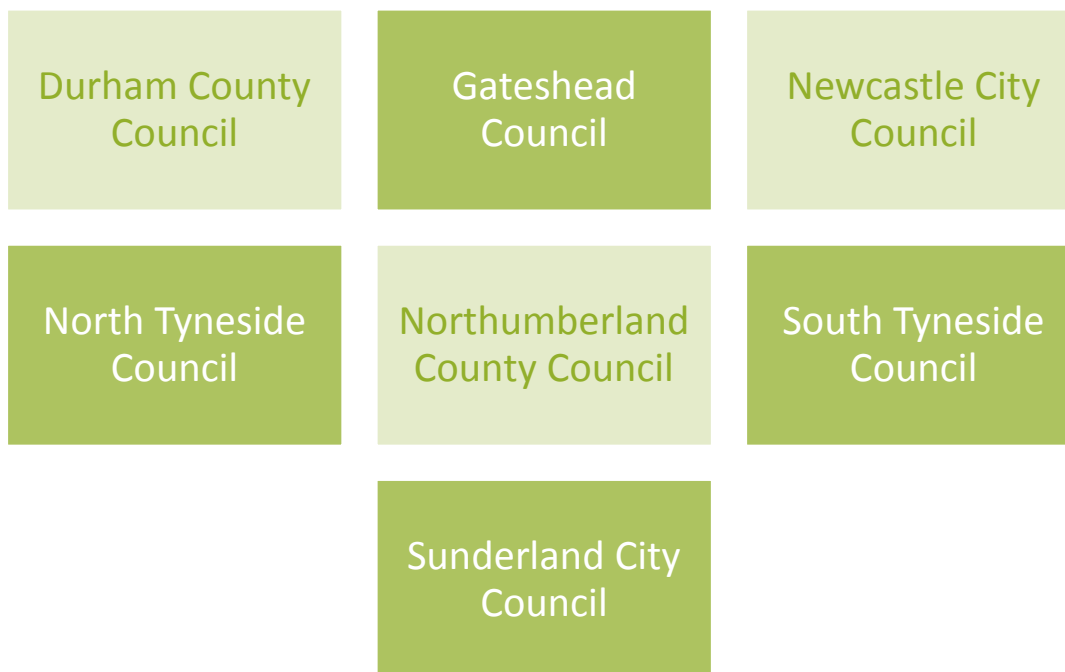 Durham County
Council
Gateshead
Council
Newcastle City
Council
North Tyneside
Council
Northumberland
County Council
South Tyneside
Council
Sunderland City
Council